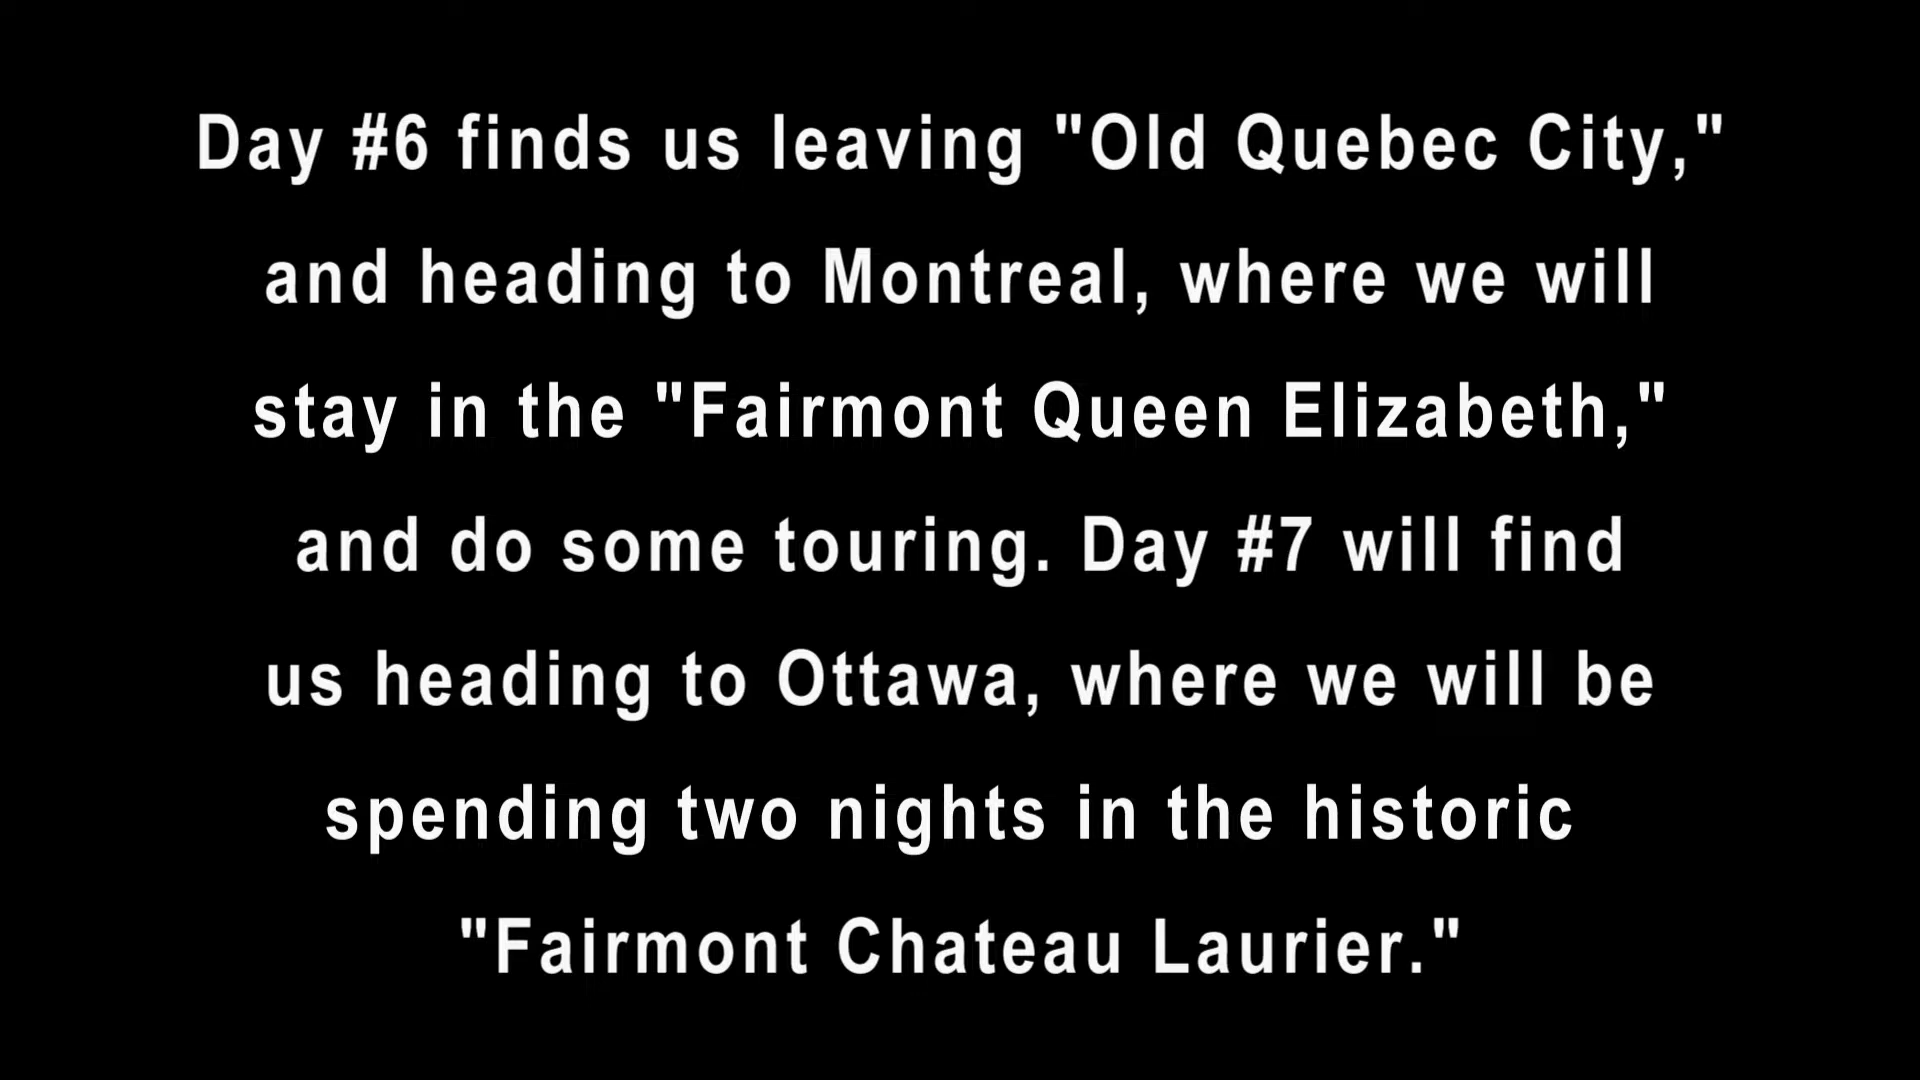 Day #6 finds us leaving "Old Quebec City,"
and heading to Montreal, where we will
stay in the "Fairmont Queen Elizabeth,"
and do some touring. Day #7 will find
us heading to Ottawa, where we will be
spending two nights in the historic
"Fairmont Chateau Laurier."